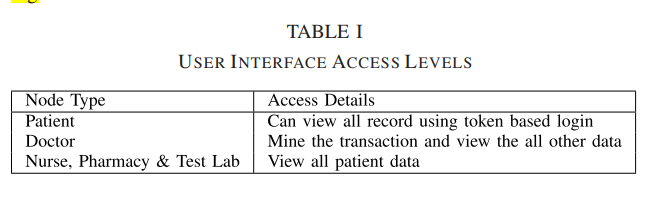 TABLE I
USER INTERFACE ACCESS LEVELS
Node Type Access Details
Patient Can view all record using token based login
Doctor Mine the transaction and view the all other data
Nurse, Pharmacy & Test Lab View all patient data